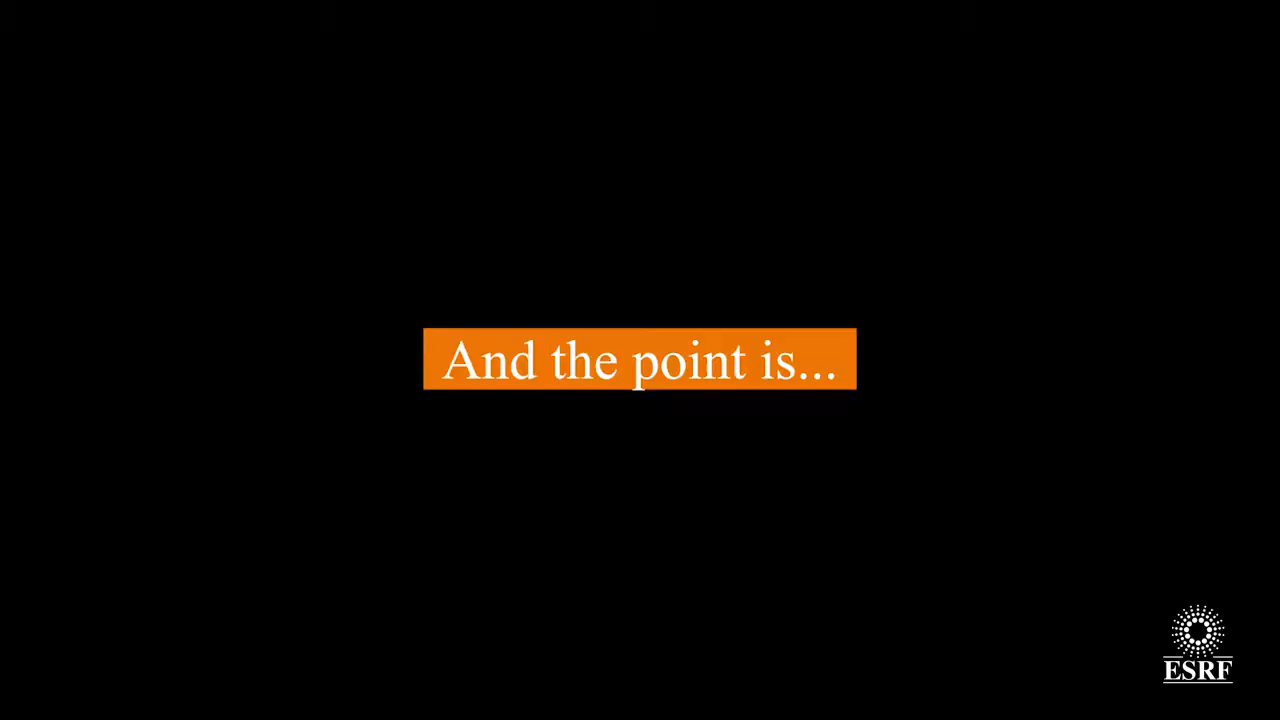 And the point is...
ESRF